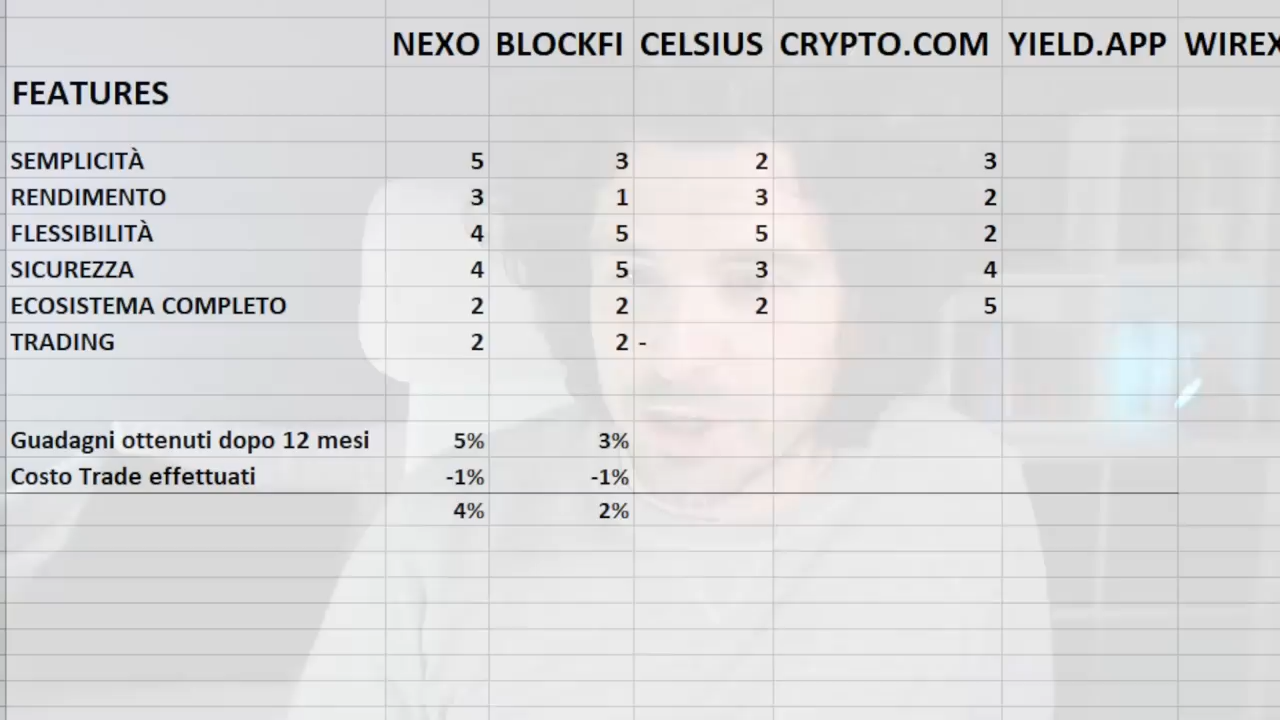 NEXO BLOCKFI CELSIUS CRYPTO.COM YIELD.APP WIREX
FEATURES
SEMPLICITÀ 5 3 2 3
RENDIMENTO 3 1 3 2
FLESSIBILITÀ 4 5 5 2
SICUREZZA 4 5 3 4
ECOSISTEMA COMPLETO 2 2 2 5
TRADING 2 2 -
Guadagni ottenuti dopo 12 mesi 5% 3%
Costo Trade effettuati -1% -1%
4% 2%